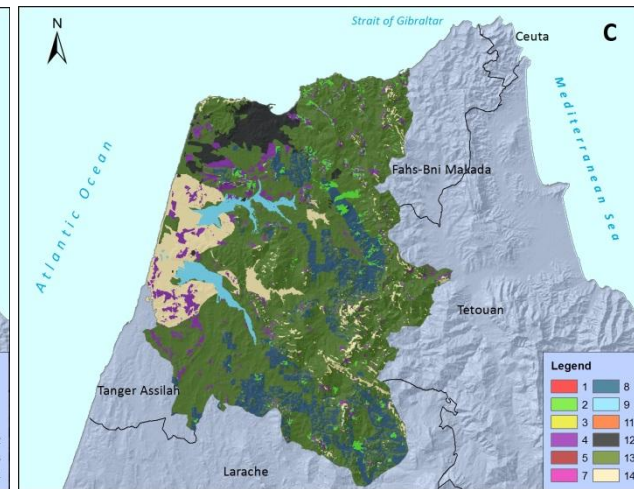 N
Strait of Gibraltar
Ceuta
C
Mediterranean Sea
Atlantic Ocean
Fahs-Bni Makada
Tetouan
Tanger Assilah
Larache
Legend
1 8
2 9
3 11
4 12
5 13
7 14